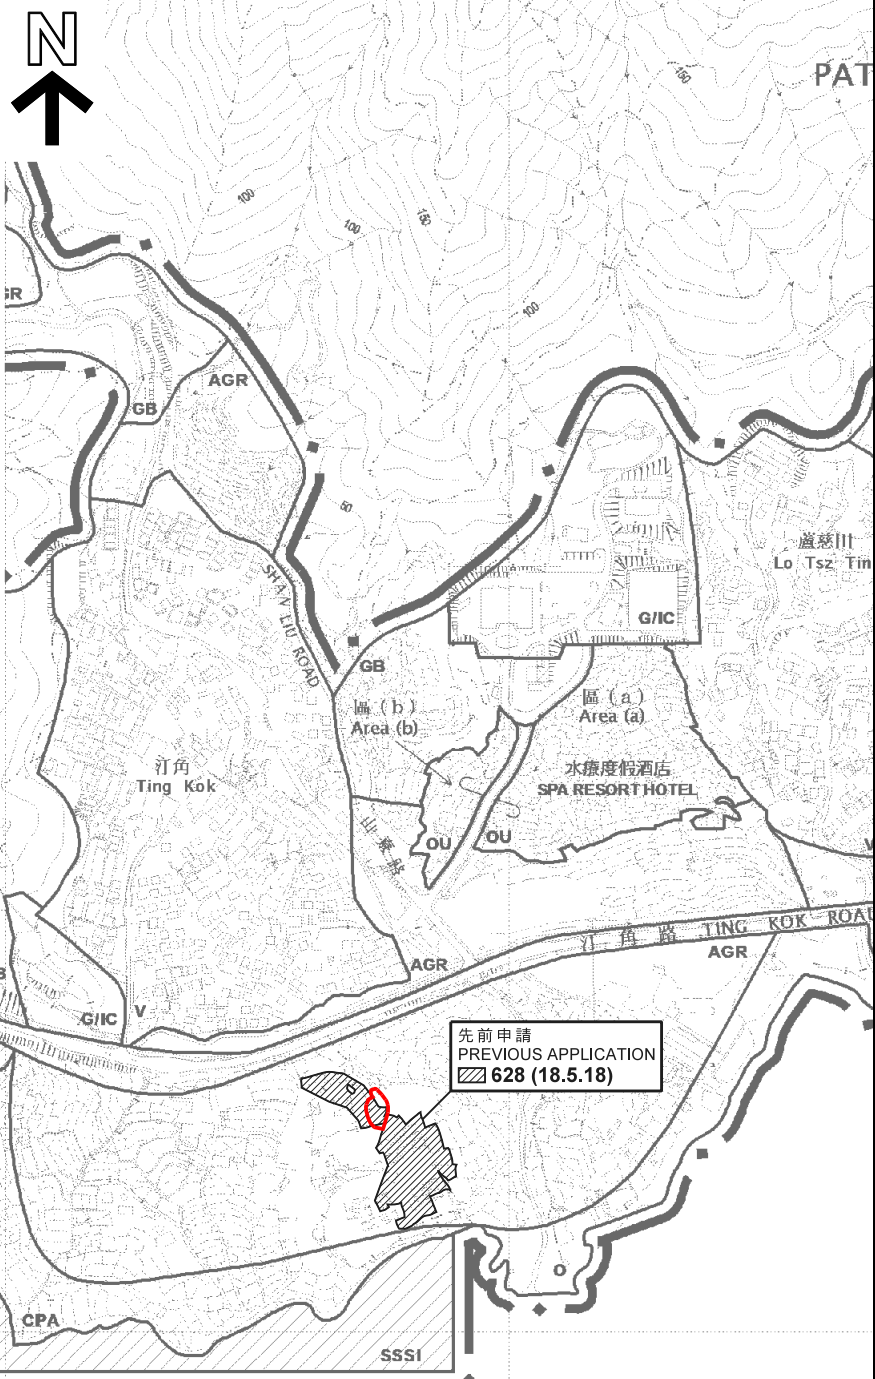 N
PAT
150
100
100
150
GR
100
AGR
GB
50
SHAN LIU ROAD
蘆慈田
Lo Tsz Tin
G/IC
GB
區 ( b )
Area (b)
區 ( a )
Area (a)
汀角
Ting Kok
水療度假酒店
SPA RESORT HOTEL
山寮路
OU
OU
V
汀 角 路 TING KOK ROAD
AGR
AGR
B
G/IC
V
先前申請
PREVIOUS APPLICATION
628 (18.5.18)
S
O
CPA
SSSI